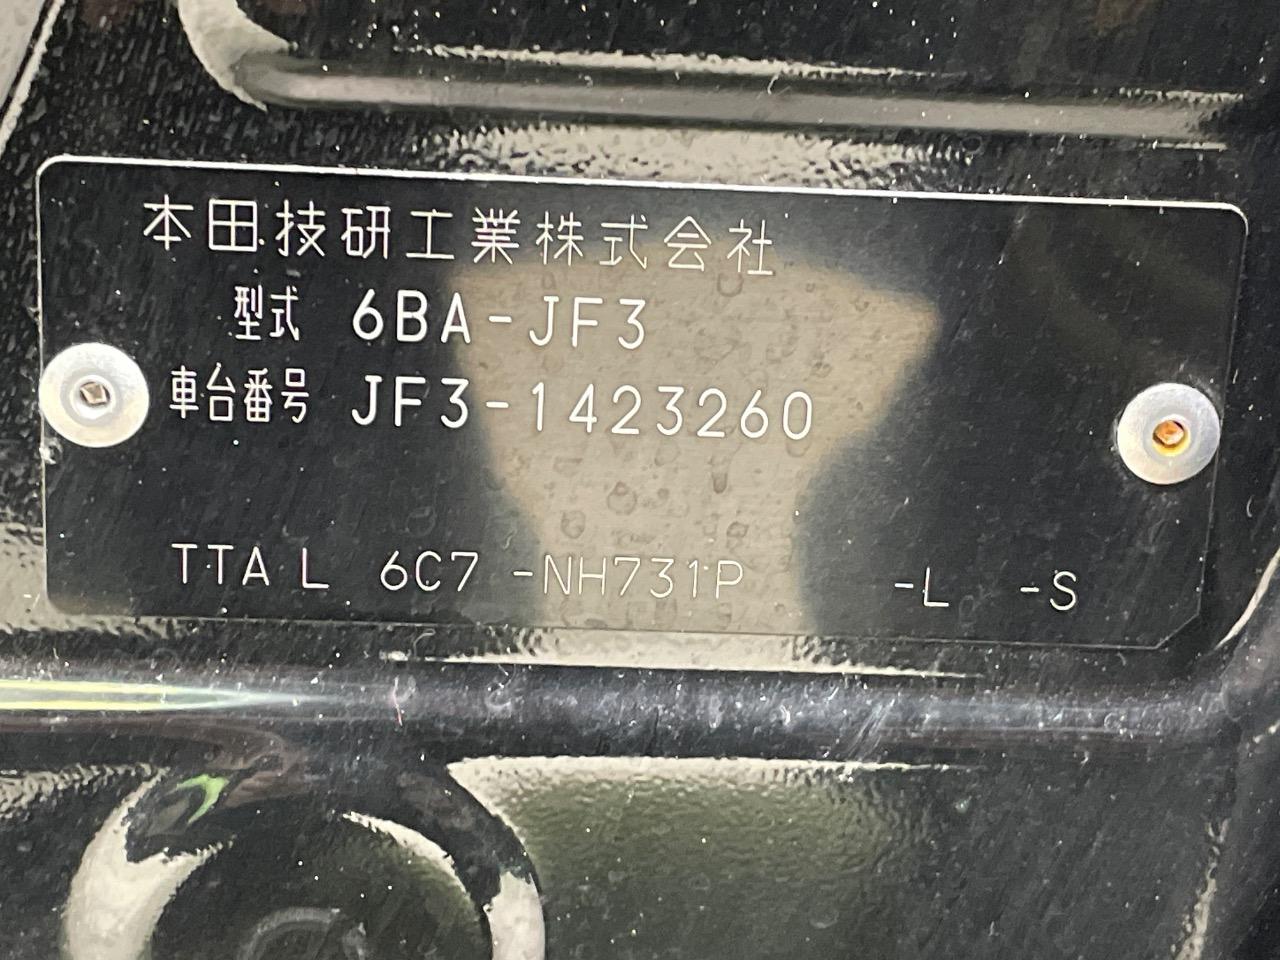 本田技研工業株式会社
型式 6BA-JF3
車台番号 JF3-1423260
TTA L 6C7 -NH731P -L -S